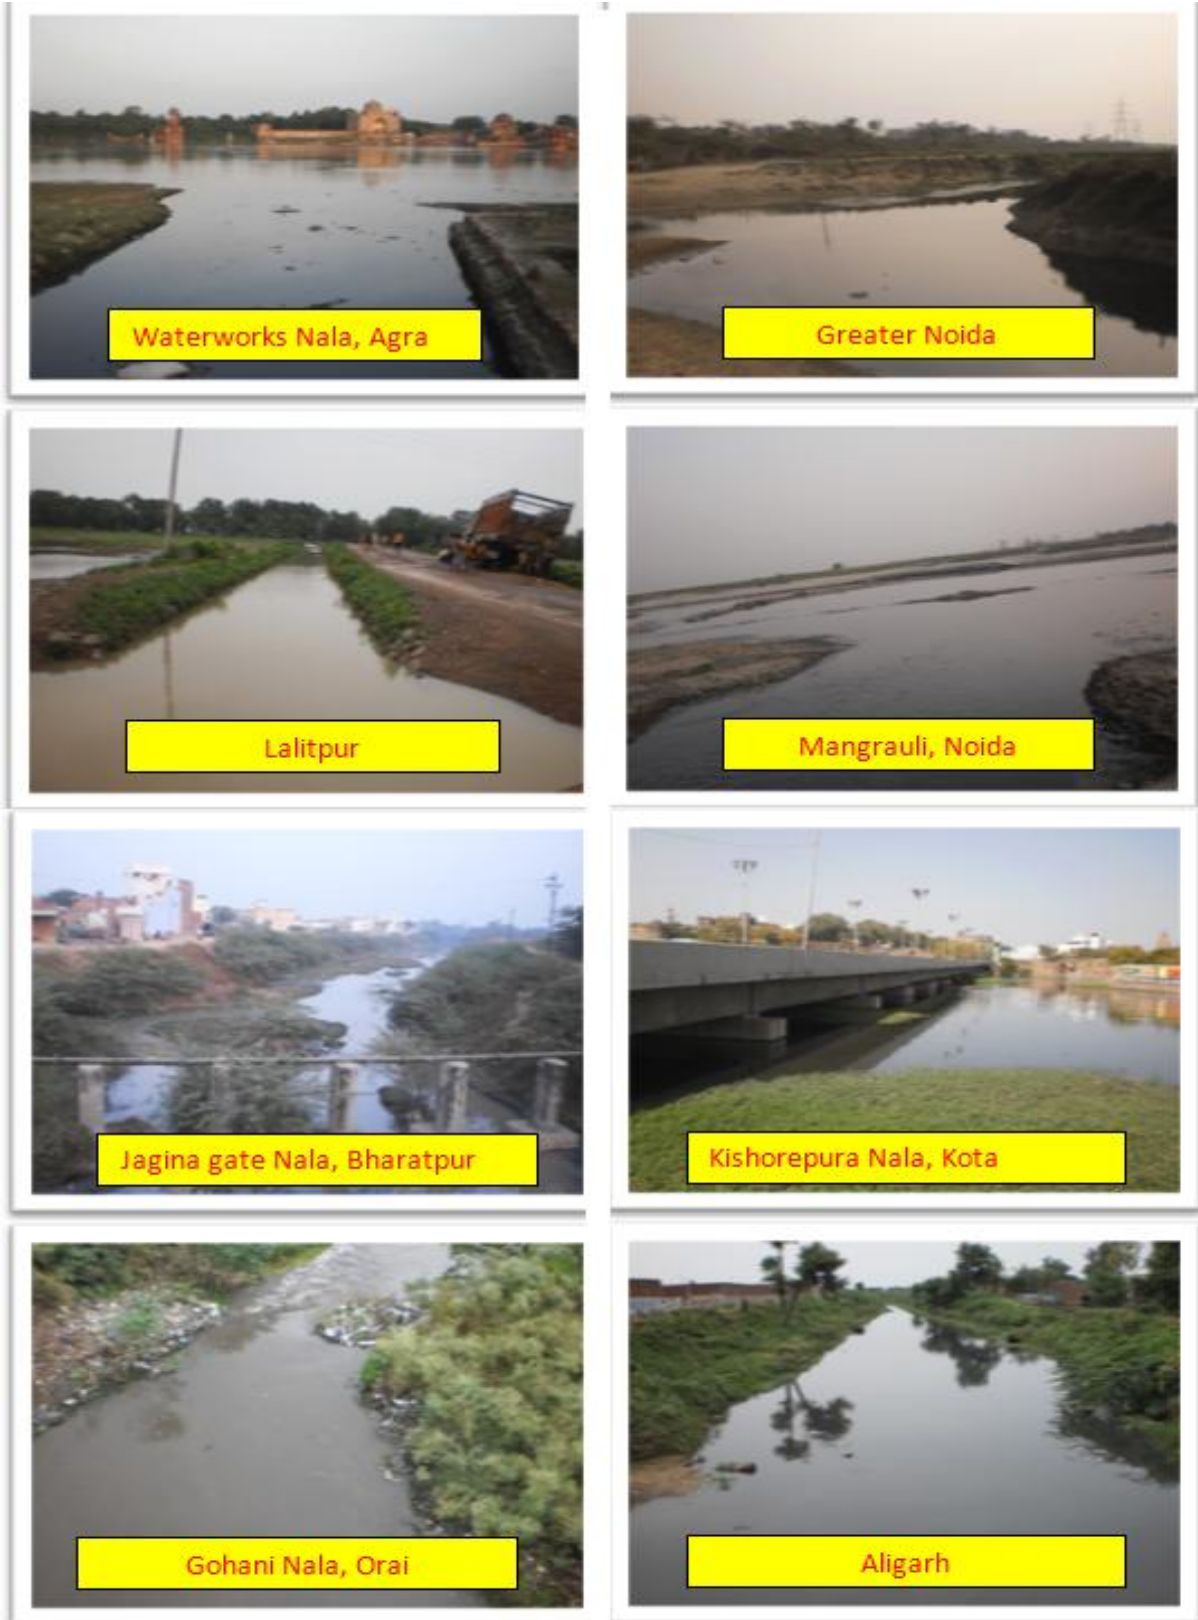 Waterworks Nala, Agra
Greater Noida
Lalitpur
Mangrauli, Noida
Jagina gate Nala, Bharatpur
Kishorepura Nala, Kota
Gohani Nala, Orai
Aligarh